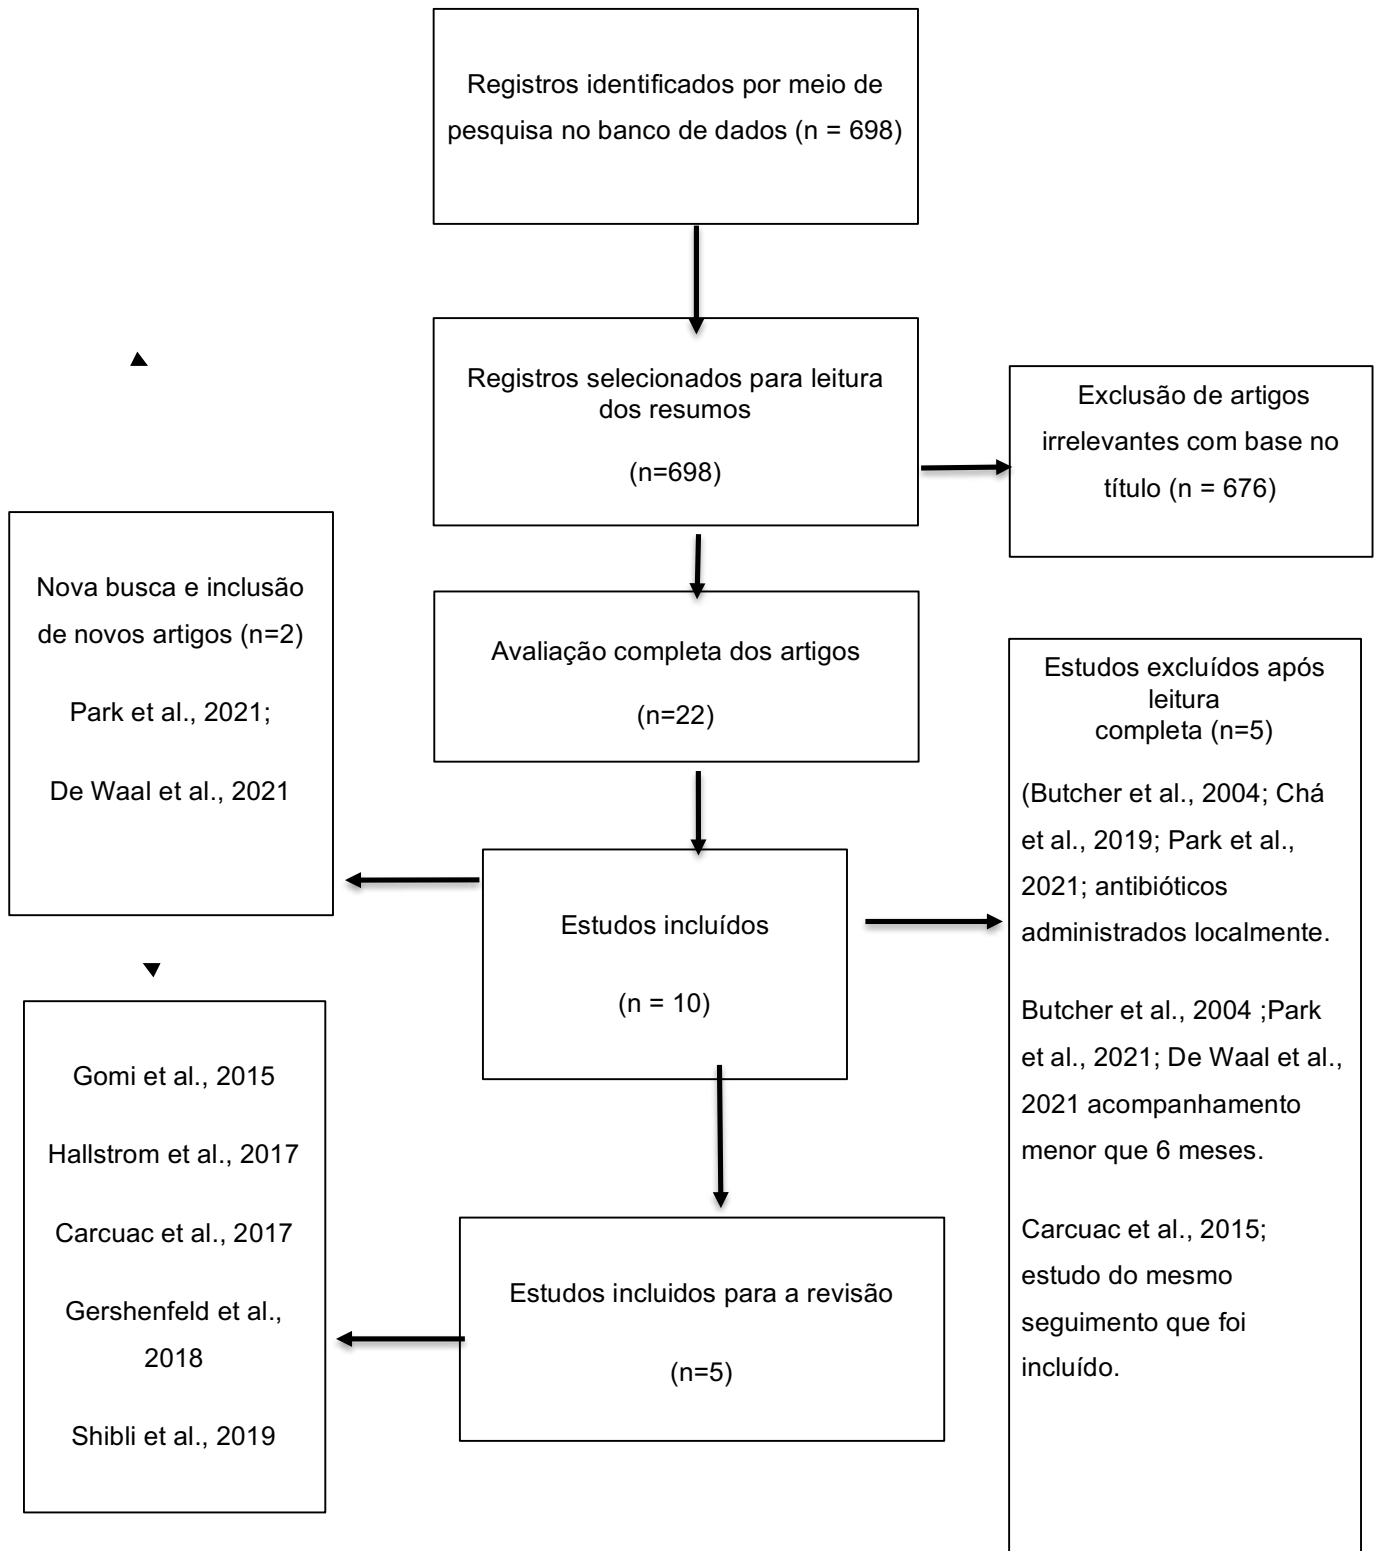 Registros identificados por meio de
pesquisa no banco de dados (n = 698)
Registros selecionados para leitura
dos resumos
(n=698)
Exclusão de artigos
irrelevantes com base no
título (n = 676)
Nova busca e inclusão
de novos artigos (n=2)
Park et al., 2021;
De Waal et al., 2021
Avaliação completa dos artigos
(n=22)
Estudos excluídos após
leitura
completa (n=5)
(Butcher et al., 2004; Chá
et al., 2019; Park et al.,
2021; antibióticos
administrados localmente.
Butcher et al., 2004 ;Park
et al., 2021; De Waal et al.,
2021 acompanhamento
menor que 6 meses.
Carcuac et al., 2015;
estudo do mesmo
seguimento que foi
incluído.
Estudos incluídos
(n = 10)
Gomi et al., 2015
Hallstrom et al., 2017
Carcuac et al., 2017
Gershenfeld et al.,
2018
Shibli et al., 2019
Estudos incluidos para a revisão
(n=5)